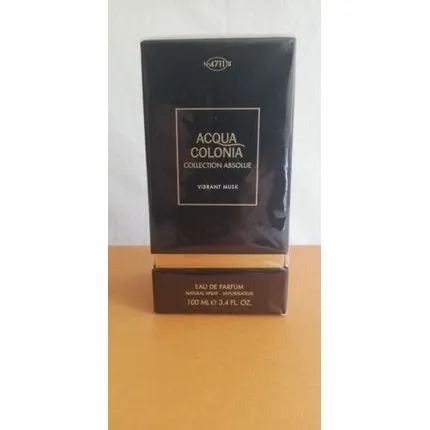 Nº4711®
ACQUA
COLONIA
COLLECTION ABSOLUE
VIBRANT MUSK
EAU DE PARFUM
NATURAL SPRAY - VAPORISATEUR
100 ML ℮ 3.4 FL. OZ.